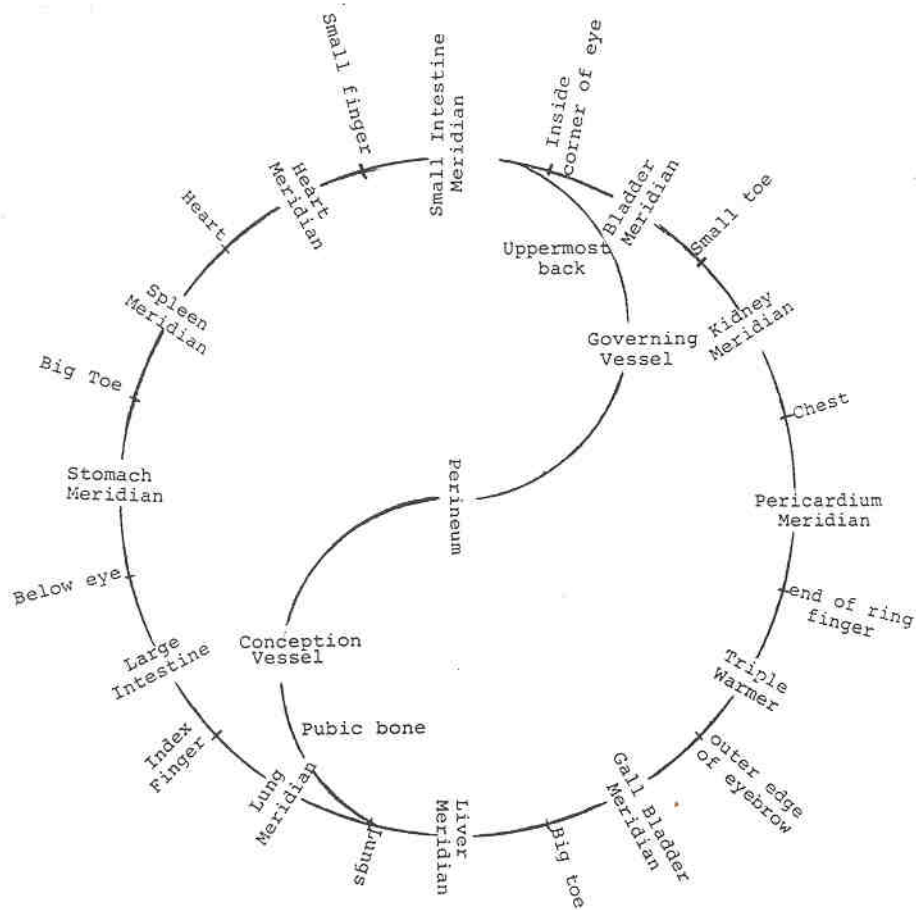 Small Intestine
Meridian
Inside
corner of eye
Bladder
Meridian
Small toe
Kidney
Meridian
Chest
Pericardium
Meridian
end of ring
finger
Triple
Warmer
outer edge
of eyebrow
Gall Bladder
Meridian
Big toe
Liver
Meridian
Lungs
Lung
Meridian
Index
Finger
Large
Intestine
Below eye
Stomach
Meridian
Big Toe
Spleen
Meridian
Heart
Heart
Meridian
Small finger
Uppermost
back
Governing
Vessel
Perineum
Conception
Vessel
Pubic bone